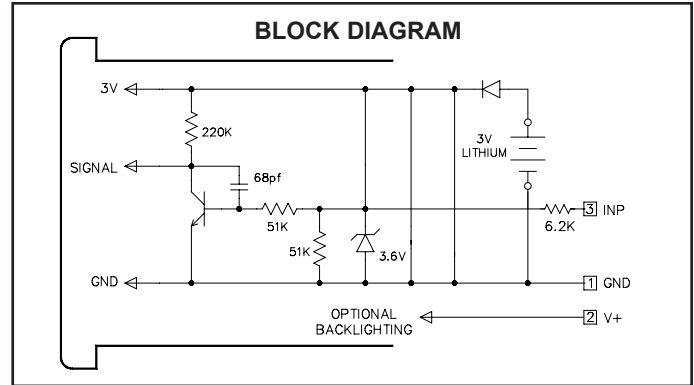 BLOCK DIAGRAM
3V
220K
3V
LITHIUM
SIGNAL
68pf
3 INP
51K
6.2K
51K
3.6V
GND
1 GND
OPTIONAL
BACKLIGHTING
2 V+